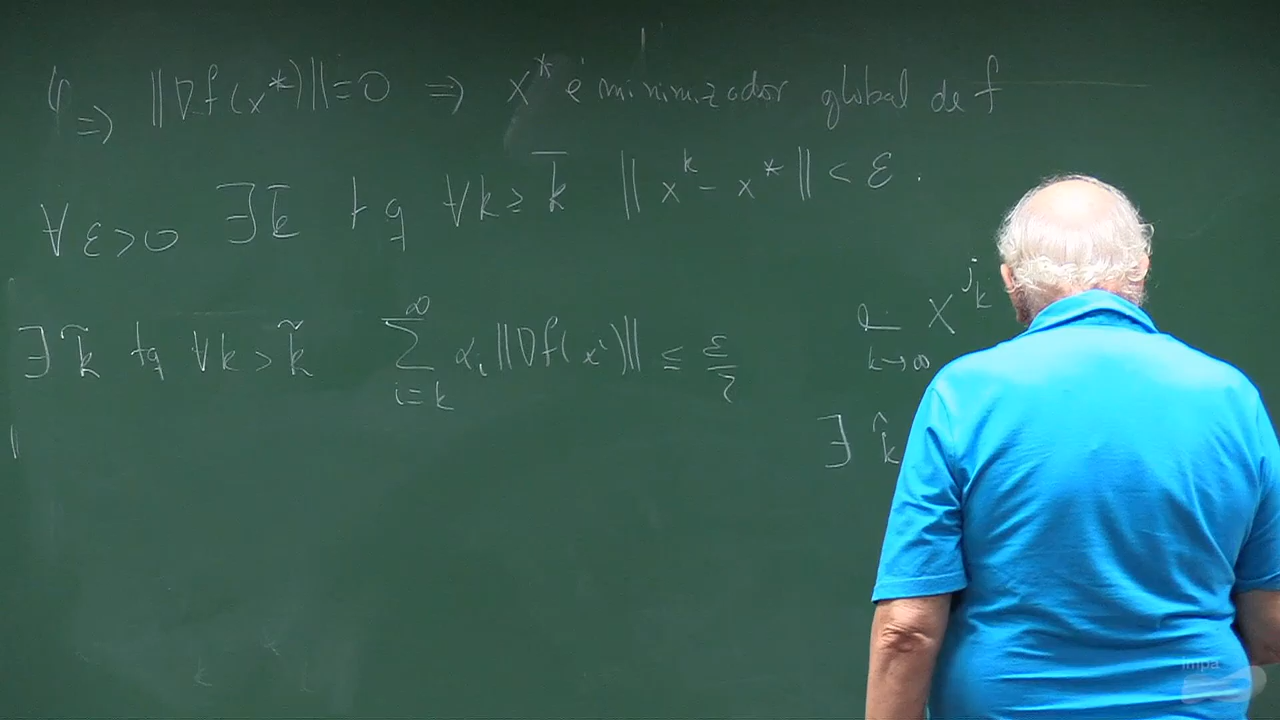 ⇒ ||∇f(x*)||=0 ⇒ x* é minimizador global de f
∀ε>0 ∃k̄ tq ∀k≥k̄ ||x^k - x*|| < ε.
∃k̃ tq ∀k>k̃ ∑_{i=k}^{∞} α_i ||∇f(x^i)|| ≤ ε/2
lim_{k→∞} x^{j_k}
∃ k̂
impa